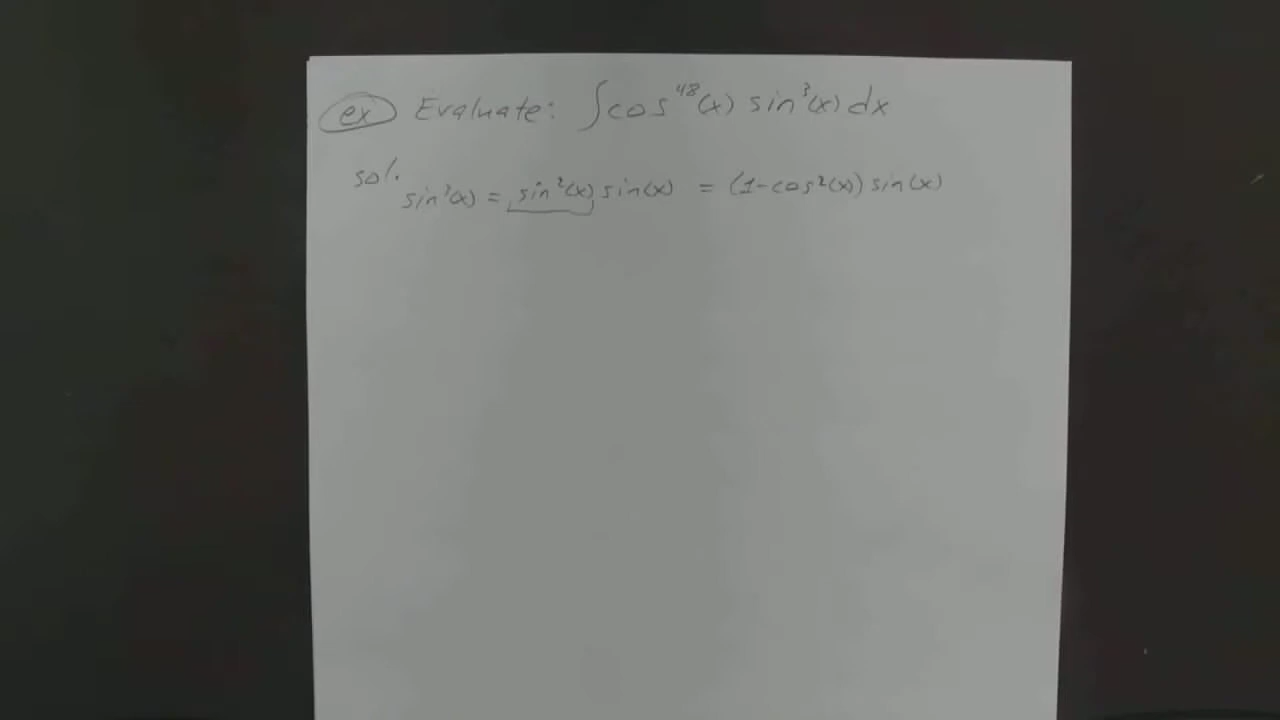 ex Evaluate: ∫cos⁴⁸(x) sin³(x) dx
sol.
sin³(x) = sin²(x) sin(x) = (1-cos²(x)) sin(x)